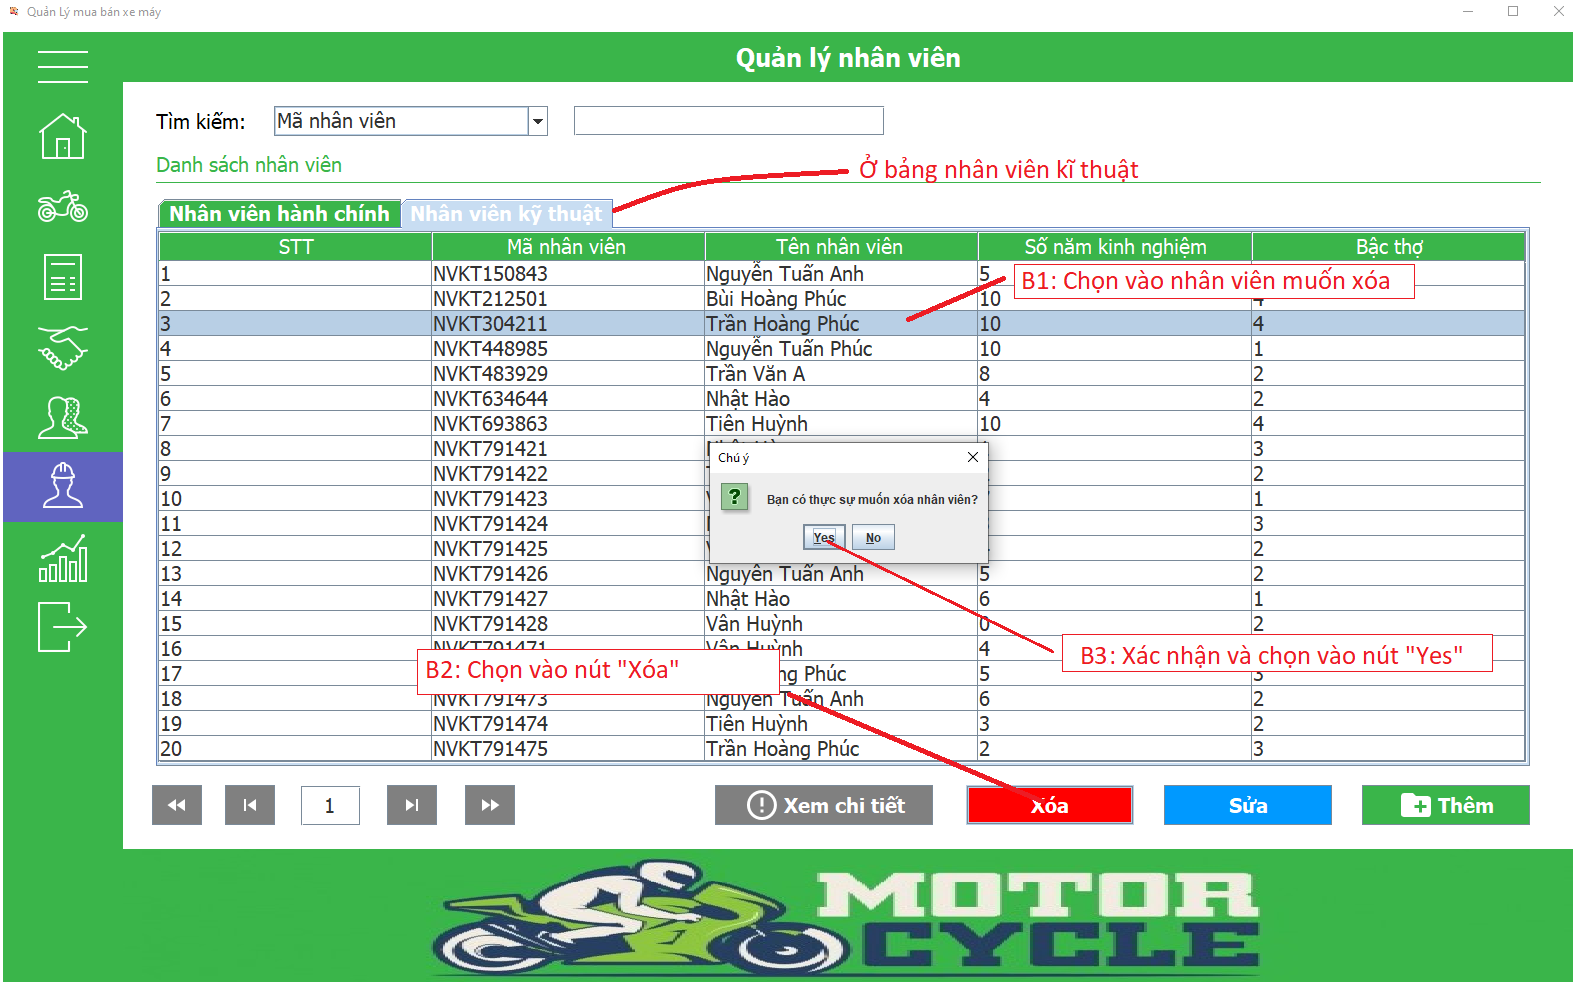 Quản Lý mua bán xe máy
Quản lý nhân viên
Tìm kiếm: Mã nhân viên
Danh sách nhân viên
Ở bảng nhân viên kĩ thuật
Nhân viên hành chính Nhân viên kỹ thuật
STT Mã nhân viên Tên nhân viên Số năm kinh nghiệm Bậc thợ
1 NVKT150843 Nguyễn Tuấn Anh 5
B1: Chọn vào nhân viên muốn xóa
2 NVKT212501 Bùi Hoàng Phúc 10 4
3 NVKT304211 Trần Hoàng Phúc 10 4
4 NVKT448985 Nguyễn Tuấn Phúc 10 1
5 NVKT483929 Trần Văn A 8 2
6 NVKT634644 Nhật Hào 4 2
7 NVKT693863 Tiên Huỳnh 10 4
8 NVKT791421 3
9 NVKT791422 2
10 NVKT791423 1
11 NVKT791424 3
12 NVKT791425 2
Chú ý
Bạn có thực sự muốn xóa nhân viên?
Yes No
13 NVKT791426 Nguyễn Tuấn Anh 5 2
14 NVKT791427 Nhật Hào 6 1
15 NVKT791428 Vân Huỳnh 0 2
16 NVKT791471 Vân Huỳnh 4
B3: Xác nhận và chọn vào nút "Yes"
B2: Chọn vào nút "Xóa"
17 Phúc 5 3
18 NVKT791473 Nguyễn Tuấn Anh 6 2
19 NVKT791474 Tiên Huỳnh 3 2
20 NVKT791475 Trần Hoàng Phúc 2 3
1 Xem chi tiết Xóa Sửa Thêm
MOTOR
CYCLE